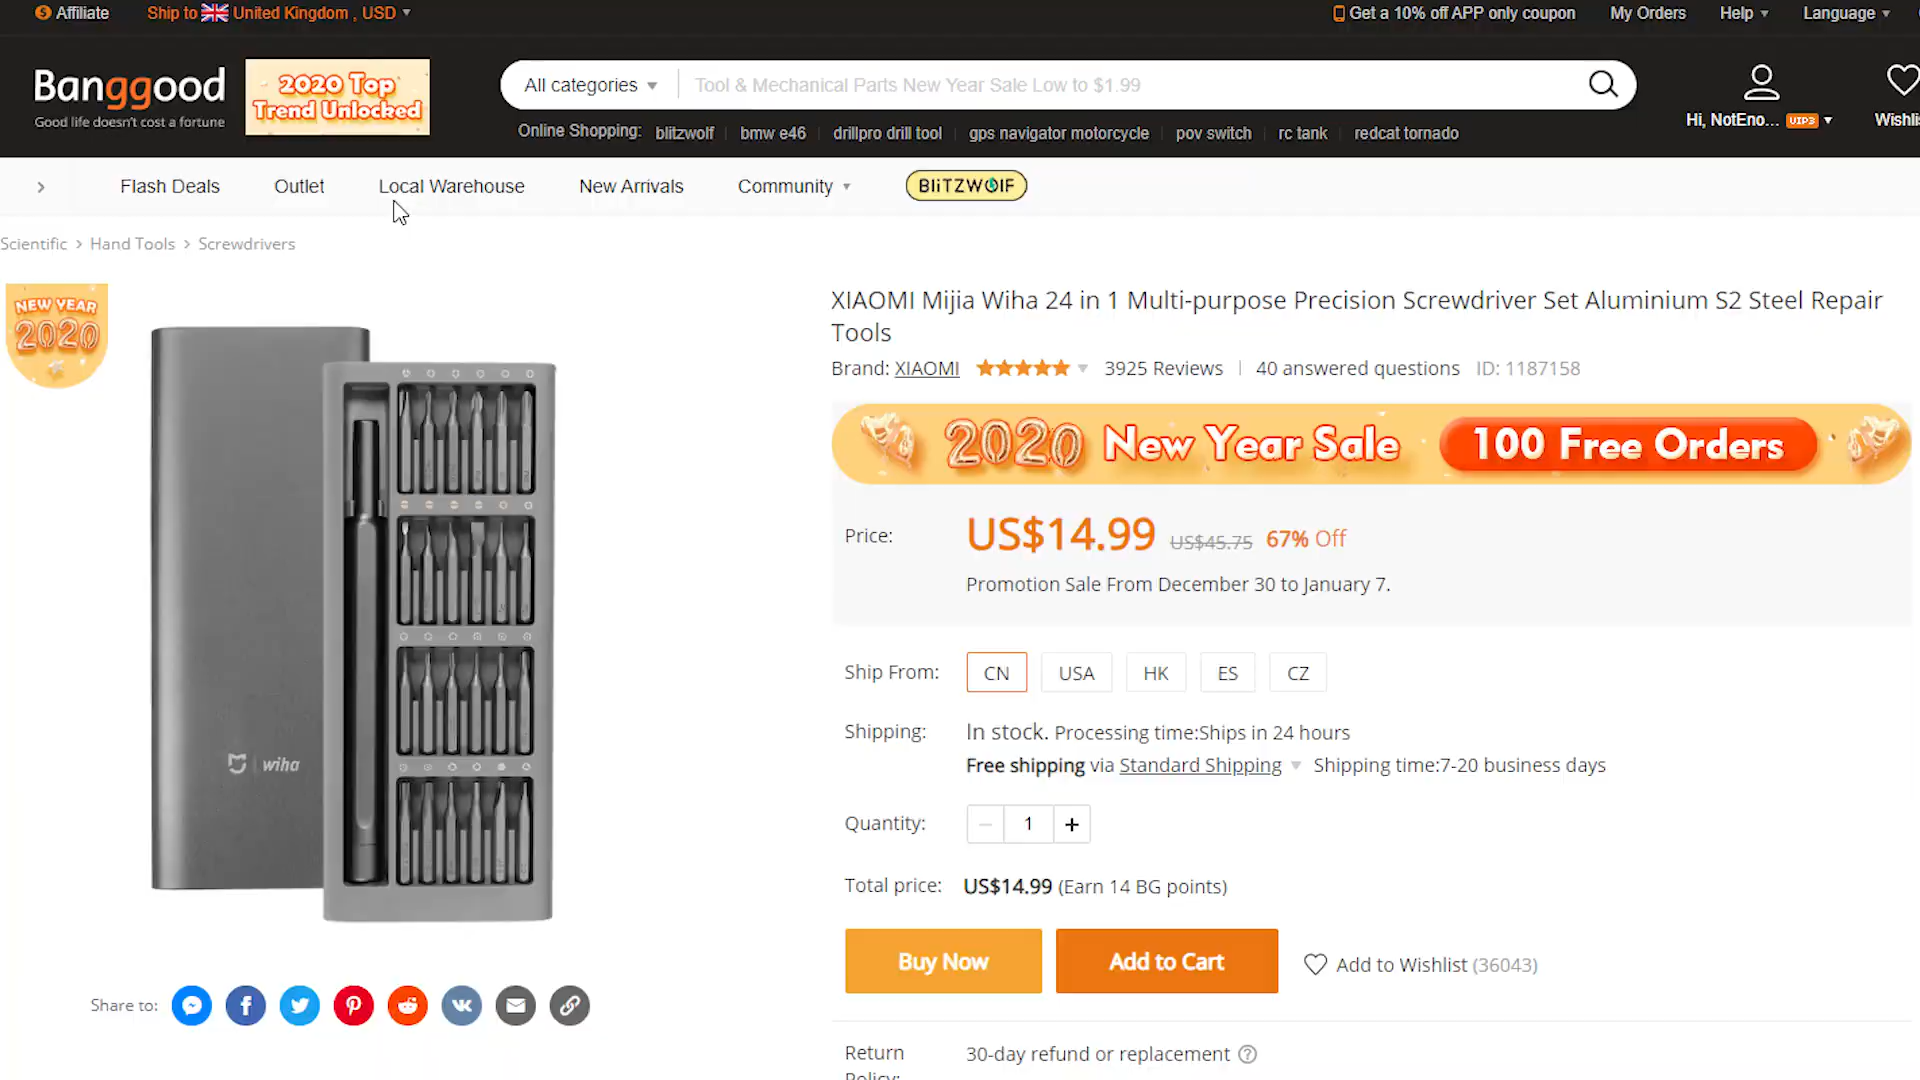 Affiliate
Ship to United Kingdom , USD
Get a 10% off APP only coupon
My Orders
Help
Language
Banggood
Good life doesn't cost a fortune
2020 Top
Trend Unlocked
All categories
Tool & Mechanical Parts New Year Sale Low to $1.99
Online Shopping: blitzwolf bmw e46 drillpro drill tool gps navigator motorcycle pov switch rc tank redcat tornado
Hi, NotEno... VIP3
Wishli
Flash Deals
Outlet
Local Warehouse
New Arrivals
Community
BLiTZWOLF
Scientific > Hand Tools > Screwdrivers
NEW YEAR
2020
wiha
XIAOMI Mijia Wiha 24 in 1 Multi-purpose Precision Screwdriver Set Aluminium S2 Steel Repair
Tools
Brand: XIAOMI 3925 Reviews 40 answered questions ID: 1187158
2020 New Year Sale 100 Free Orders
Price: US$14.99 US$45.75 67% Off
Promotion Sale From December 30 to January 7.
Ship From: CN USA HK ES CZ
Shipping: In stock. Processing time:Ships in 24 hours
Free shipping via Standard Shipping Shipping time:7-20 business days
Quantity: - 1 +
Total price: US$14.99 (Earn 14 BG points)
Buy Now
Add to Cart
Add to Wishlist (36043)
Share to:
Return 30-day refund or replacement ?
Policy: